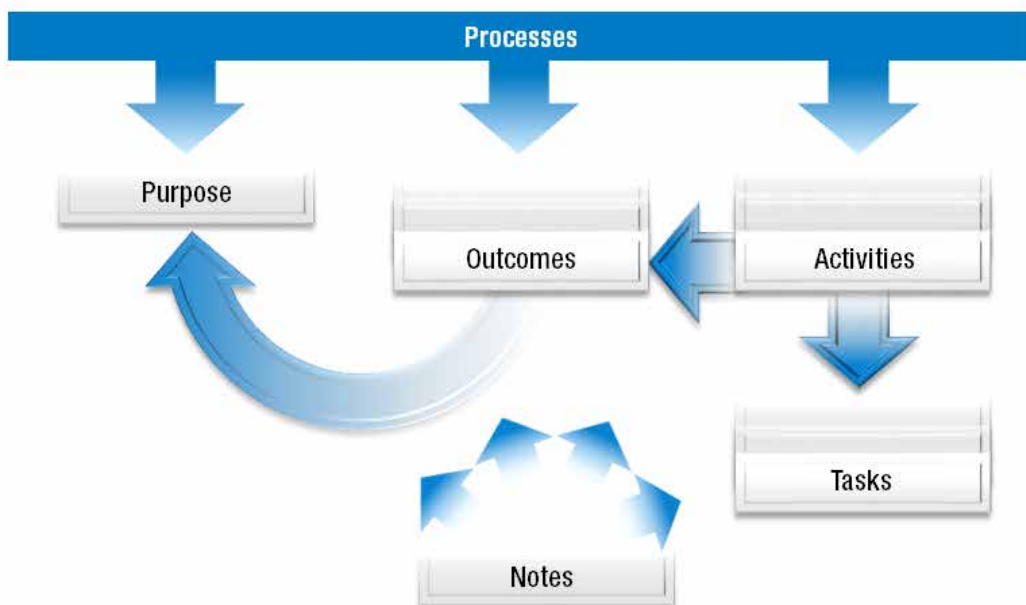 Processes
Purpose
Outcomes
Activities
Tasks
Notes